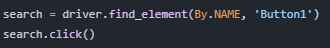 search = driver.find_element(By.NAME, 'Button1')
search.click()